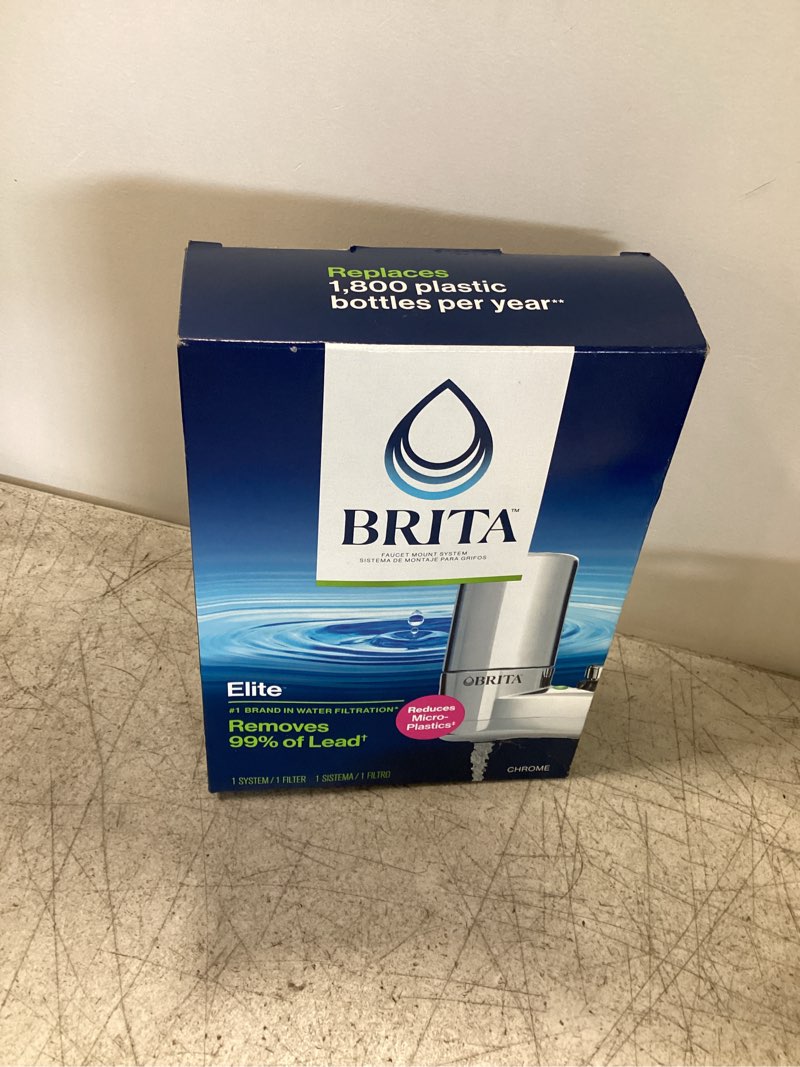 Replaces
1,800 plastic
bottles per year**
BRITA™
FAUCET MOUNT SYSTEM
SISTEMA DE MONTAJE PARA GRIFOS
BRITA
Elite
#1 BRAND IN WATER FILTRATION*
Removes
99% of Lead†
Reduces
Micro-
Plastics‡
1 SYSTEM / 1 FILTER 1 SISTEMA / 1 FILTRO
CHROME